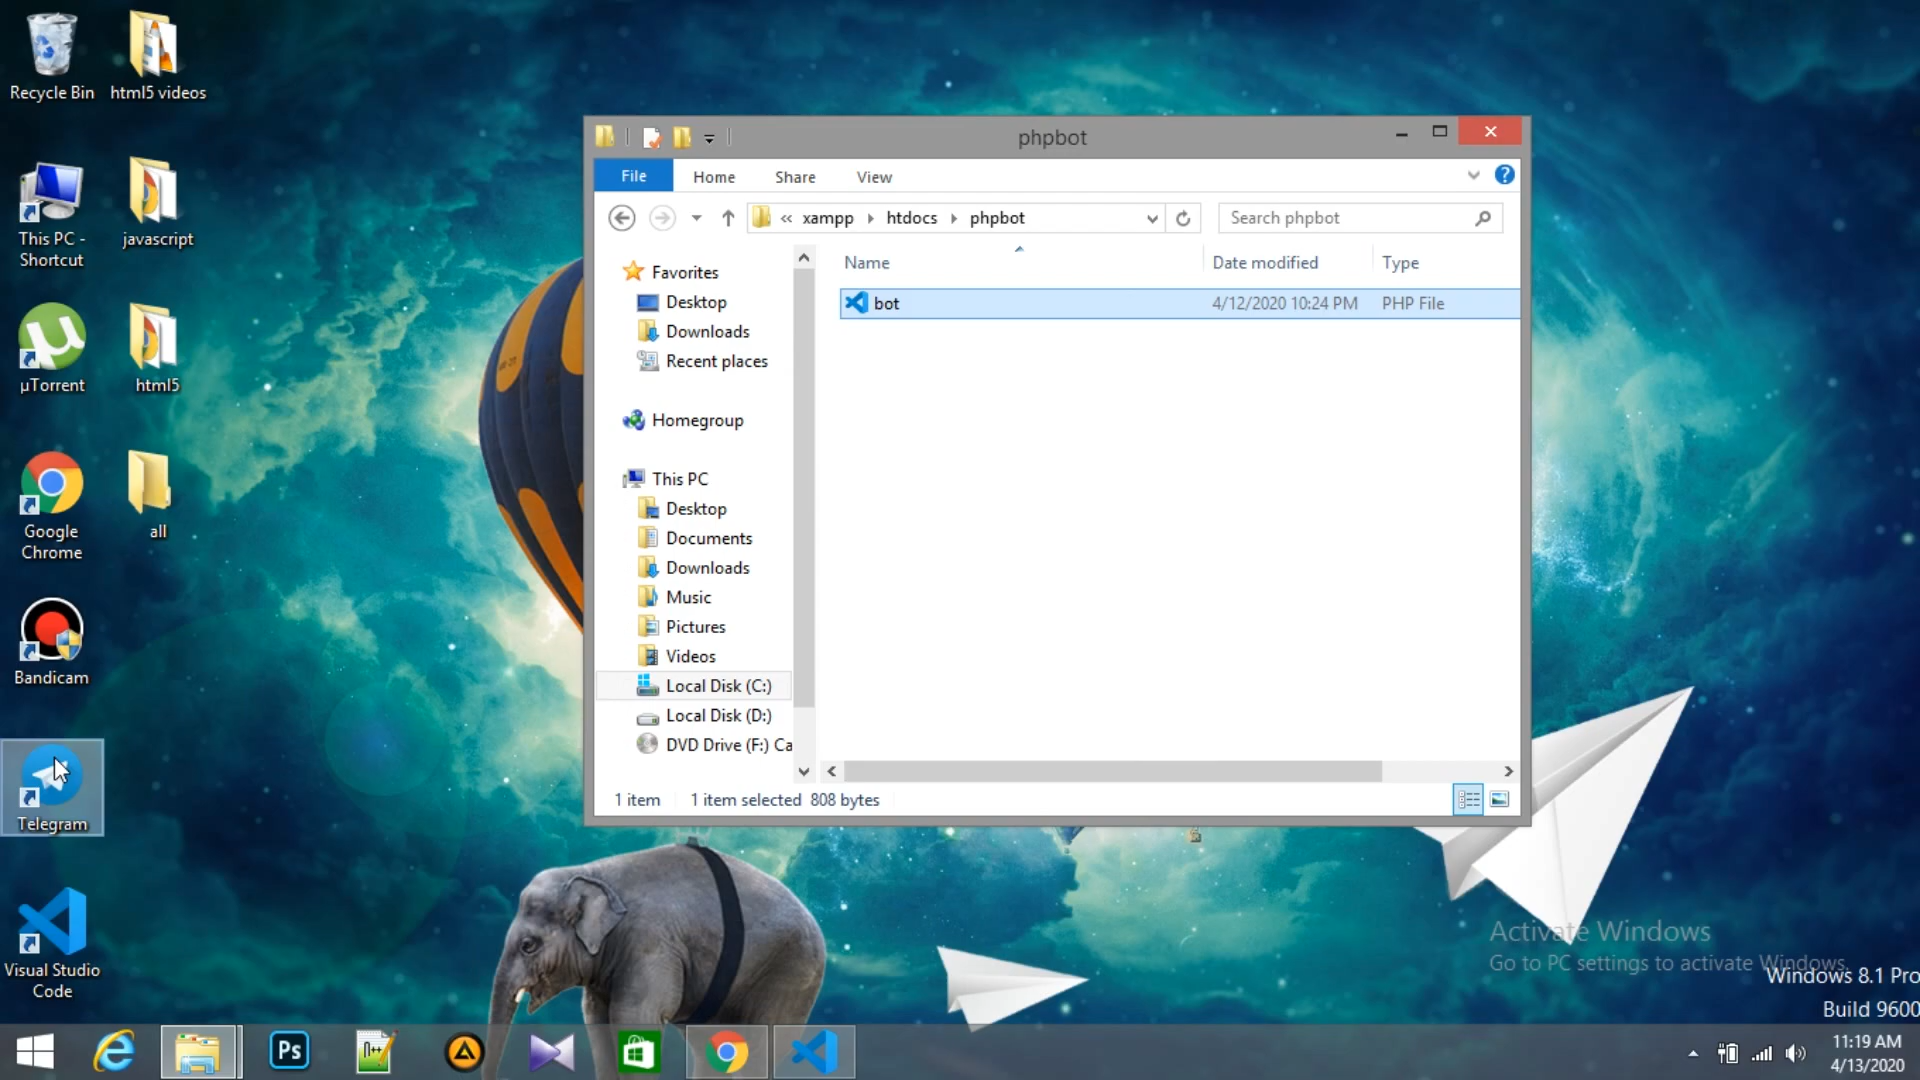 Recycle Bin
html5 videos
This PC -
Shortcut
javascript
µTorrent
html5
Google
Chrome
all
Bandicam
Telegram
Visual Studio
Code
phpbot
File
Home
Share
View
?
« xampp
htdocs
phpbot
Search phpbot
Name
Date modified
Type
bot
4/12/2020 10:24 PM
PHP File
Favorites
Desktop
Downloads
Recent places
Homegroup
This PC
Desktop
Documents
Downloads
Music
Pictures
Videos
Local Disk (C:)
Local Disk (D:)
DVD Drive (F:) Ca
1 item
1 item selected 808 bytes
Activate Windows
Go to PC settings to activate Windows.
Windows 8.1 Pro
Build 9600
Ps
n++
11:19 AM
4/13/2020